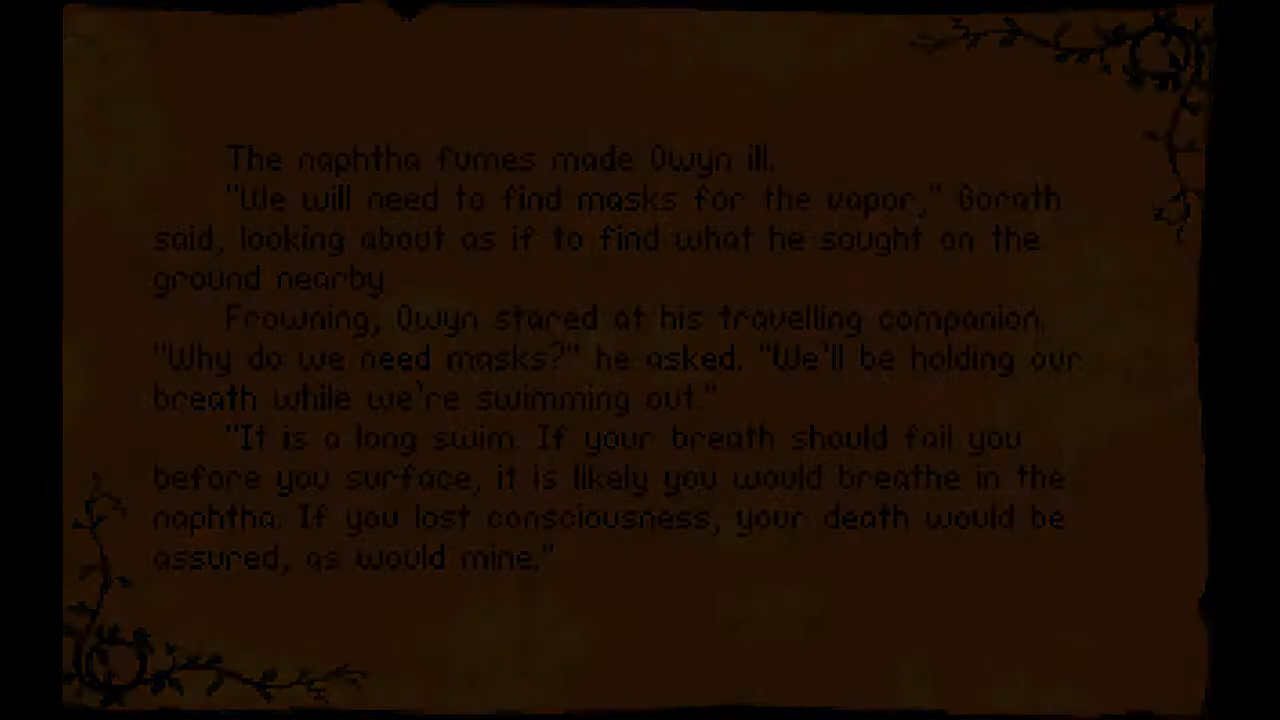 The naphtha fumes made Owyn ill.
"We will need to find masks for the vapor," Gorath
said, looking about as if to find what he sought on the
ground nearby
Frowning, Owyn stared at his travelling companion.
"Why do we need masks?" he asked. "We'll be holding our
breath while we're swimming out."
"It is a long swim. If your breath should fail you
before you surface, it is likely you would breathe in the
naphtha. If you lost consciousness, your death would be
assured, as would mine."